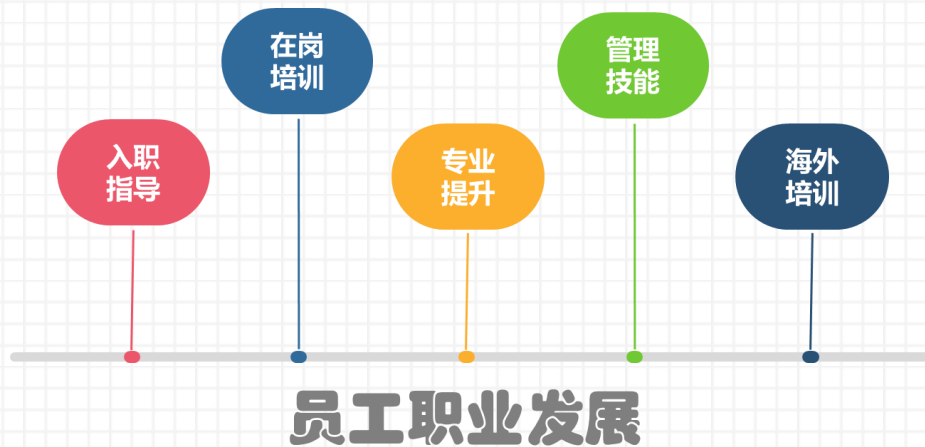 入职
指导
在岗
培训
专业
提升
管理
技能
海外
培训
员工职业发展